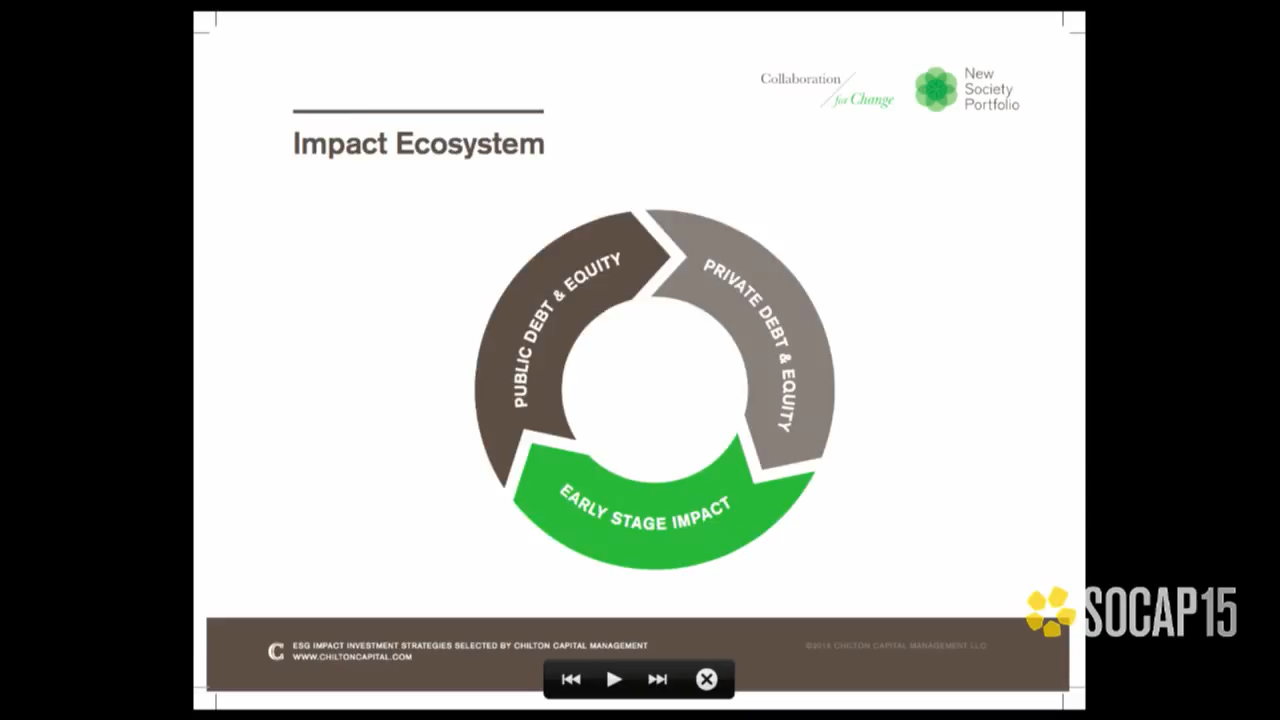 Collaboration
for Change
New
Society
Portfolio
Impact Ecosystem
PUBLIC DEBT & EQUITY
PRIVATE DEBT & EQUITY
EARLY STAGE IMPACT
SOCAP15
C
ESG IMPACT INVESTMENT STRATEGIES SELECTED BY CHILTON CAPITAL MANAGEMENT
WWW.CHILTONCAPITAL.COM
©2015 CHILTON CAPITAL MANAGEMENT LLC